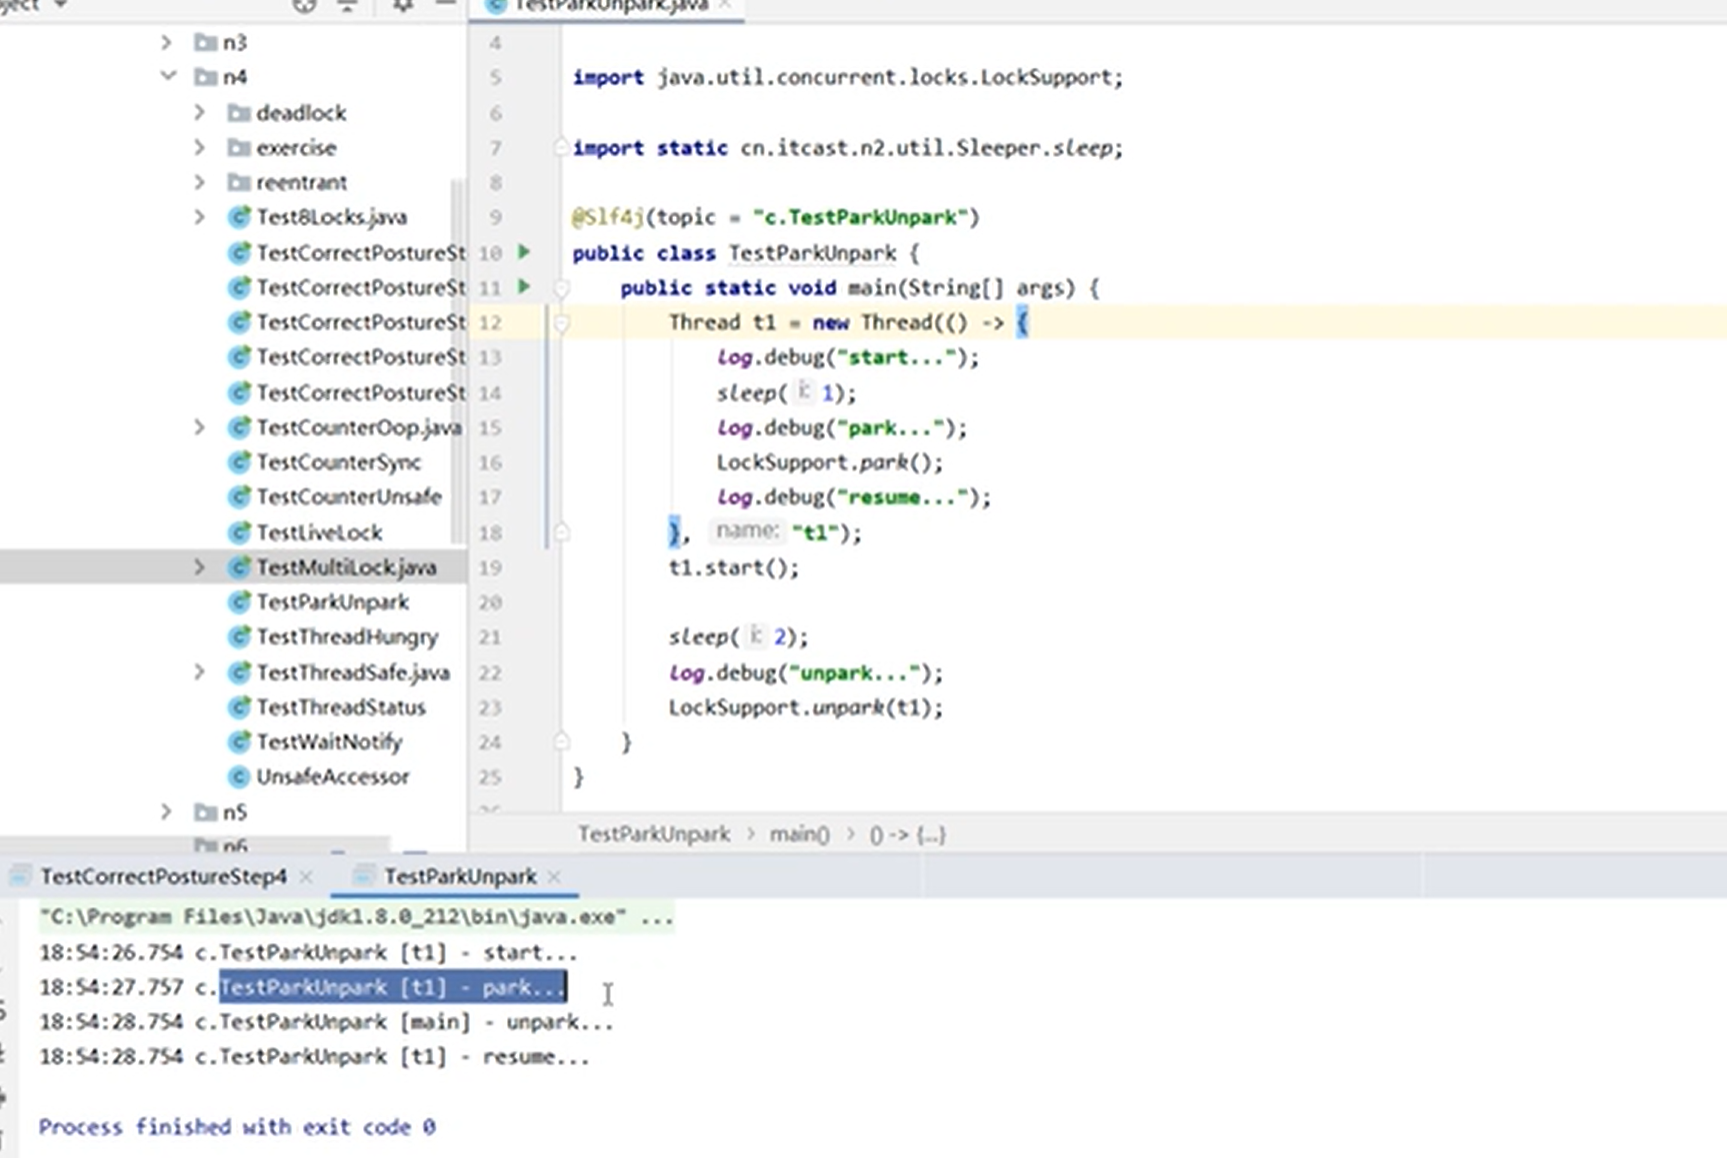 TestParkUnpark.java
n3
n4
deadlock
exercise
reentrant
Test8Locks.java
TestCorrectPostureSt
TestCorrectPostureSt
TestCorrectPostureSt
TestCorrectPostureSt
TestCorrectPostureSt
TestCounterOop.java
TestCounterSync
TestCounterUnsafe
TestLiveLock
TestMultiLock.java
TestParkUnpark
TestThreadHungry
TestThreadSafe.java
TestThreadStatus
TestWaitNotify
UnsafeAccessor
n5
n6
4
5 import java.util.concurrent.locks.LockSupport;
6
7 import static cn.itcast.n2.util.Sleeper.sleep;
8
9 @Slf4j(topic = "c.TestParkUnpark")
10 public class TestParkUnpark {
11 public static void main(String[] args) {
12 Thread t1 = new Thread(() -> {
13 log.debug("start...");
14 sleep( i: 1);
15 log.debug("park...");
16 LockSupport.park();
17 log.debug("resume...");
18 }, name: "t1");
19 t1.start();
20
21 sleep( i: 2);
22 log.debug("unpark...");
23 LockSupport.unpark(t1);
24 }
25 }
TestParkUnpark > main() > () -> {...}
TestCorrectPostureStep4 × TestParkUnpark ×
"C:\Program Files\Java\jdk1.8.0_212\bin\java.exe" ...
18:54:26.754 c.TestParkUnpark [t1] - start...
18:54:27.757 c.TestParkUnpark [t1] - park...
18:54:28.754 c.TestParkUnpark [main] - unpark...
18:54:28.754 c.TestParkUnpark [t1] - resume...
Process finished with exit code 0